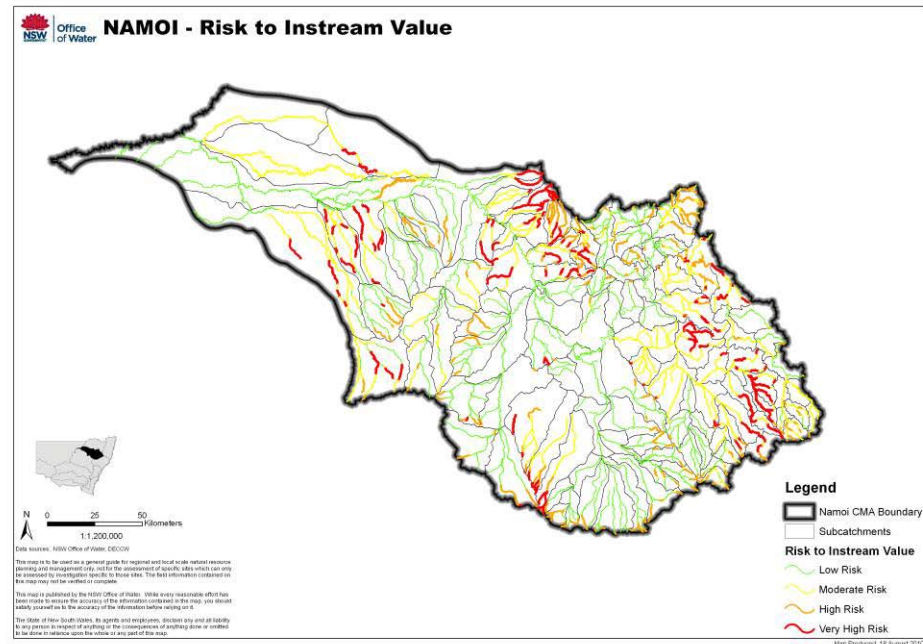 NSW
Office
of Water
NAMOI - Risk to Instream Value
N
0 25 50
Kilometers
1:1,200,000
Data sources: NSW Office of Water, DECCW
This map is to be used as a general guide for regional and local scale natural resource
planning and management only, not for the assessment of specific sites which can only
be assessed by investigation specific to those sites. The field information contained on
this map may not be verified or complete.
This map is published by the NSW Office of Water. While every reasonable effort has
been made to ensure the accuracy of the information contained in the map, you should
satisfy yourself as to the accuracy of the information before relying on it.
The State of New South Wales, its agents and employees, disclaim any and all liability
to any person in respect of anything or the consequences of anything done or omitted
to be done in reliance upon the whole or any part of this map.
Legend
Namoi CMA Boundary
Subcatchments
Risk to Instream Value
Low Risk
Moderate Risk
High Risk
Very High Risk
Map Produced: 18 August 201